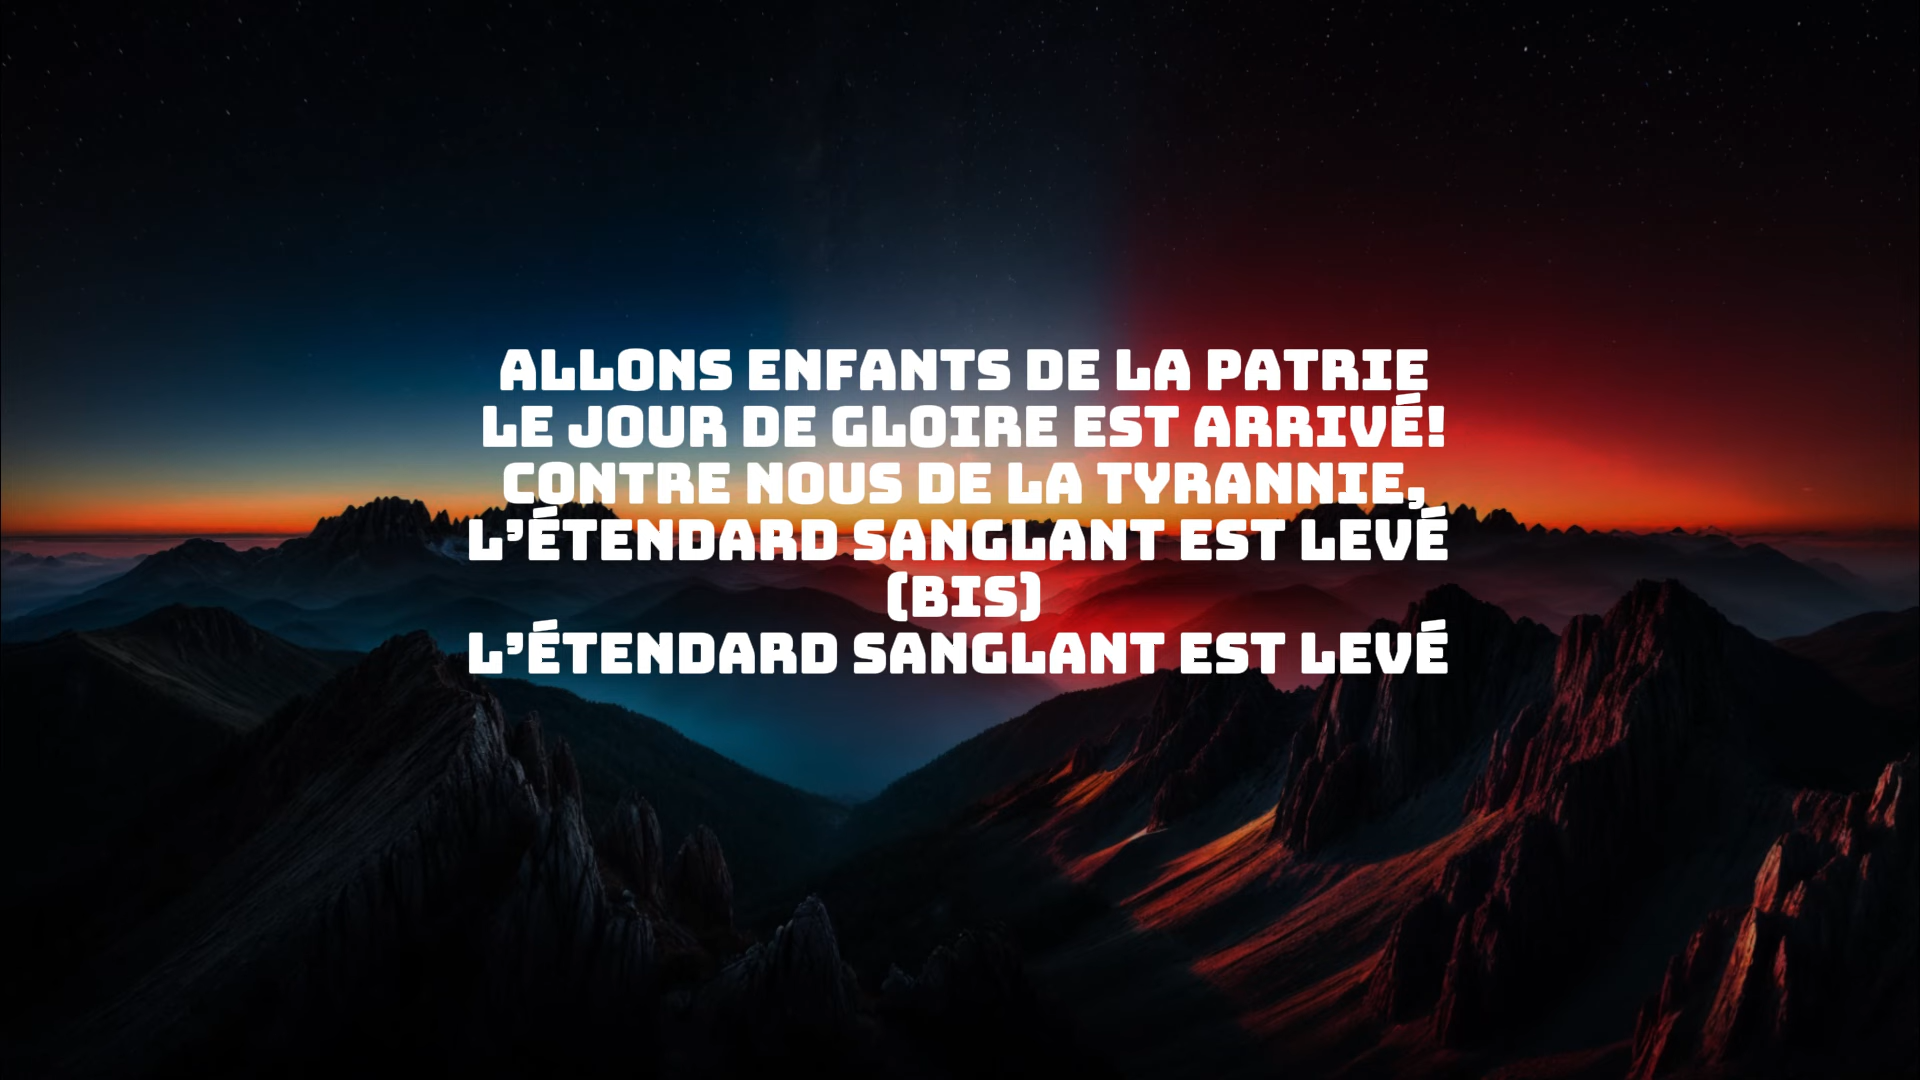 ALLONS ENFANTS DE LA PATRIE
LE JOUR DE GLOIRE EST ARRIVÉ!
CONTRE NOUS DE LA TYRANNIE,
L’ÉTENDARD SANGLANT EST LEVÉ
(BIS)
L’ÉTENDARD SANGLANT EST LEVÉ